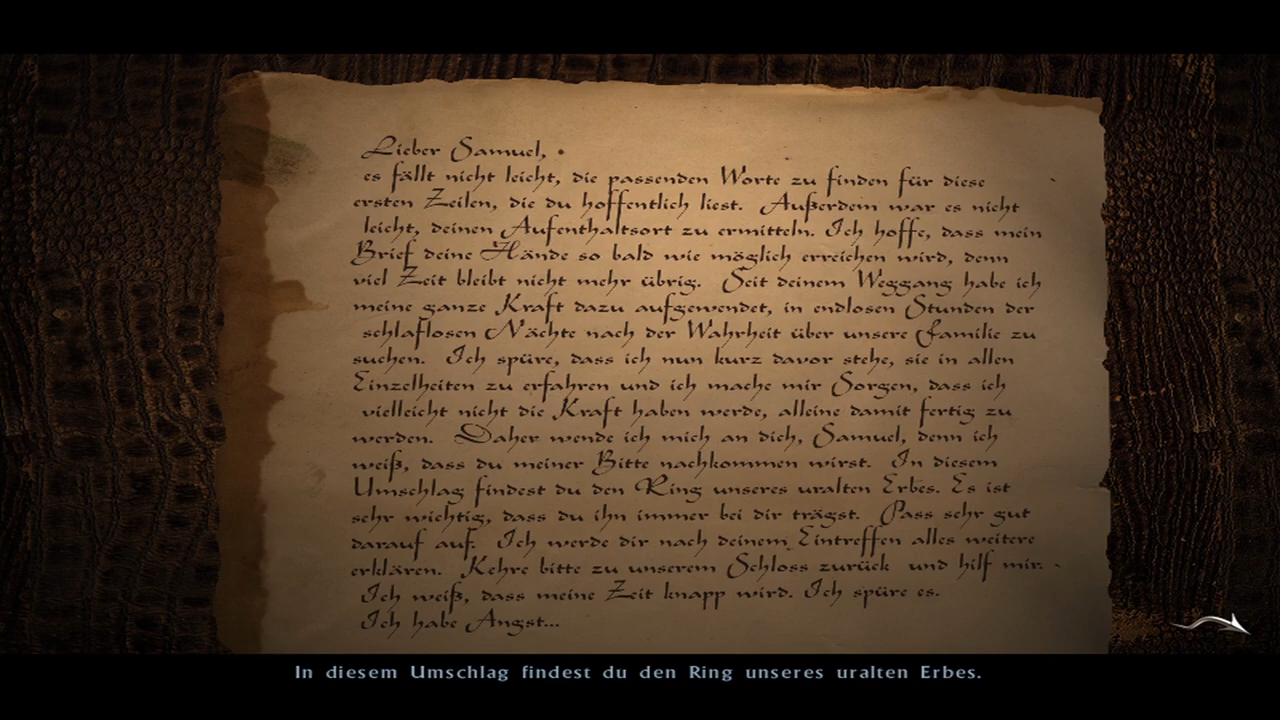 Lieber Samuel,
es fällt nicht leicht, die passenden Worte zu finden für diese
ersten Zeilen, die du hoffentlich liest. Außerdem war es nicht
leicht, deinen Aufenthaltsort zu ermitteln. Ich hoffe, dass mein
Brief deine Hände so bald wie möglich erreichen wird, denn
viel Zeit bleibt nicht mehr übrig. Seit deinem Weggang habe ich
meine ganze Kraft dazu aufgewendet, in endlosen Stunden der
schlaflosen Nächte nach der Wahrheit über unsere Familie zu
suchen. Ich spüre, dass ich nun kurz davor stehe, sie in allen
Einzelheiten zu erfahren und ich mache mir Sorgen, dass ich
vielleicht nicht die Kraft haben werde, alleine damit fertig zu
werden. Daher wende ich mich an dich, Samuel, denn ich
weiß, dass du meiner Bitte nachkommen wirst. In diesem
Umschlag findest du den Ring unseres uralten Erbes. Es ist
sehr wichtig, dass du ihn immer bei dir trägst. Pass sehr gut
darauf auf. Ich werde dir nach deinem Eintreffen alles weitere
erklären. Kehre bitte zu unserem Schloss zurück und hilf mir.
Ich weiß, dass meine Zeit knapp wird. Ich spüre es.
Ich habe Angst...
In diesem Umschlag findest du den Ring unseres uralten Erbes.